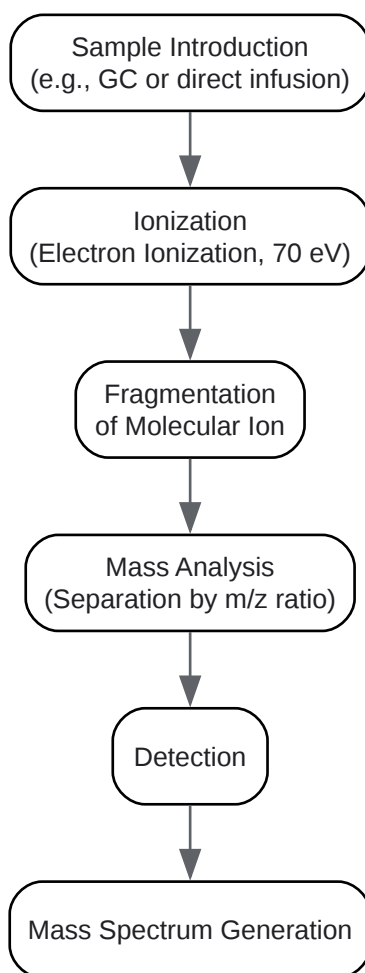 Sample Introduction
(e.g., GC or direct infusion)
Ionization
(Electron Ionization, 70 eV)
Fragmentation
of Molecular Ion
Mass Analysis
(Separation by m/z ratio)
Detection
Mass Spectrum Generation